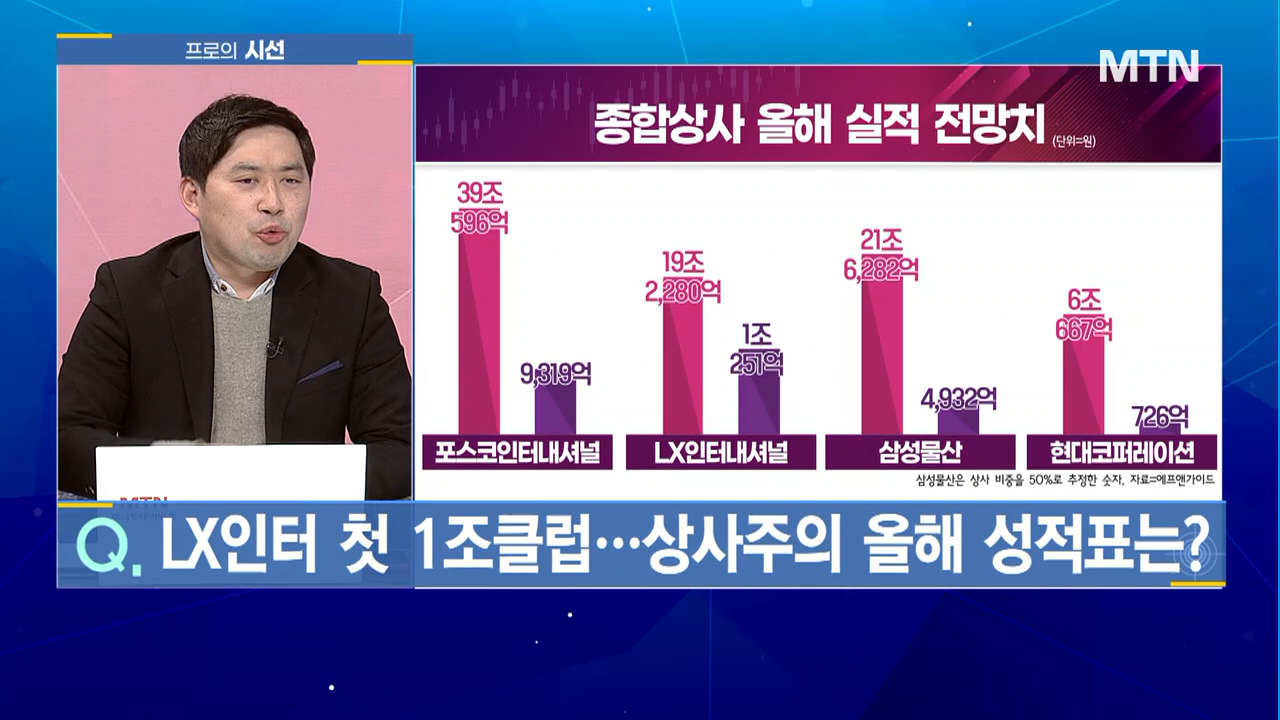 프로의 시선
MTN
종합상사 올해 실적 전망치
(단위=원)
39조
596억
9,319억
19조
2,280억
1조
251억
21조
6,282억
4,932억
6조
667억
726억
포스코인터내셔널
LX인터내셔널
삼성물산
현대코퍼레이션
삼성물산은 상사 비중을 50%로 추정한 숫자, 자료=에프앤가이드
MTN
Q. LX인터 첫 1조클럽…상사주의 올해 성적표는?